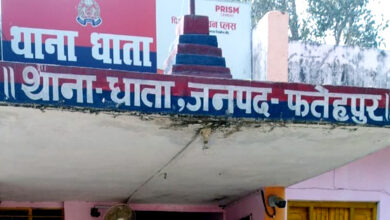 थाना धाता
PRISM
॥ थाना- धाता, जनपद- फतेहपुर ॥